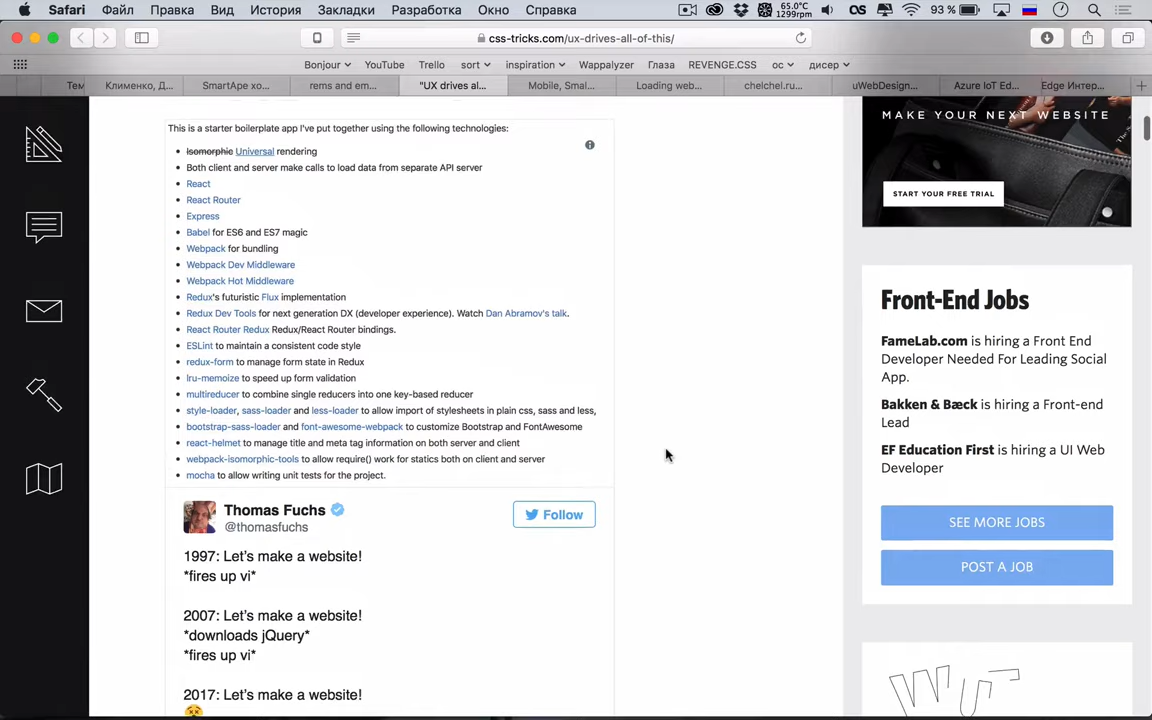 Safari Файл Правка Вид История Закладки Разработка Окно Справка
65.0°C
1299rpm
93 %
css-tricks.com/ux-drives-all-of-this/
Bonjour YouTube Trello sort inspiration Wappalyzer Глаза REVENGE.CSS ос дисер
Тем Клименко, Д... SmartApe хо... rems and em... "UX drives al... Mobile, Smal... Loading web... chelchel.ru... uWebDesign... Azure IoT Ed... Edge Интер...
This is a starter boilerplate app I've put together using the following technologies:
Isomorphic Universal rendering
Both client and server make calls to load data from separate API server
React
React Router
Express
Babel for ES6 and ES7 magic
Webpack for bundling
Webpack Dev Middleware
Webpack Hot Middleware
Redux's futuristic Flux implementation
Redux Dev Tools for next generation DX (developer experience). Watch Dan Abramov's talk.
React Router Redux Redux/React Router bindings.
ESLint to maintain a consistent code style
redux-form to manage form state in Redux
lru-memoize to speed up form validation
multireducer to combine single reducers into one key-based reducer
style-loader, sass-loader and less-loader to allow import of stylesheets in plain css, sass and less,
bootstrap-sass-loader and font-awesome-webpack to customize Bootstrap and FontAwesome
react-helmet to manage title and meta tag information on both server and client
webpack-isomorphic-tools to allow require() work for statics both on client and server
mocha to allow writing unit tests for the project.
Thomas Fuchs
@thomasfuchs
Follow
1997: Let's make a website!
*fires up vi*
2007: Let's make a website!
*downloads jQuery*
*fires up vi*
2017: Let's make a website!
MAKE YOUR NEXT WEBSITE
START YOUR FREE TRIAL
Front-End Jobs
FameLab.com is hiring a Front End
Developer Needed For Leading Social
App.
Bakken & Bæck is hiring a Front-end
Lead
EF Education First is hiring a UI Web
Developer
SEE MORE JOBS
POST A JOB